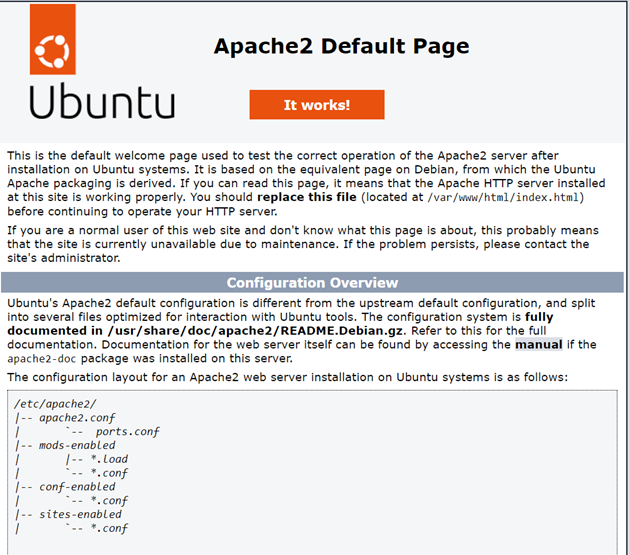 Ubuntu
Apache2 Default Page
It works!
This is the default welcome page used to test the correct operation of the Apache2 server after
installation on Ubuntu systems. It is based on the equivalent page on Debian, from which the Ubuntu
Apache packaging is derived. If you can read this page, it means that the Apache HTTP server installed
at this site is working properly. You should replace this file (located at /var/www/html/index.html)
before continuing to operate your HTTP server.
If you are a normal user of this web site and don't know what this page is about, this probably means
that the site is currently unavailable due to maintenance. If the problem persists, please contact the
site's administrator.
Configuration Overview
Ubuntu's Apache2 default configuration is different from the upstream default configuration, and split
into several files optimized for interaction with Ubuntu tools. The configuration system is fully
documented in /usr/share/doc/apache2/README.Debian.gz. Refer to this for the full
documentation. Documentation for the web server itself can be found by accessing the manual if the
apache2-doc package was installed on this server.
The configuration layout for an Apache2 web server installation on Ubuntu systems is as follows:
/etc/apache2/
|-- apache2.conf
|       `--  ports.conf
|-- mods-enabled
|       |-- *.load
|       `-- *.conf
|-- conf-enabled
|       `-- *.conf
|-- sites-enabled
|       `-- *.conf